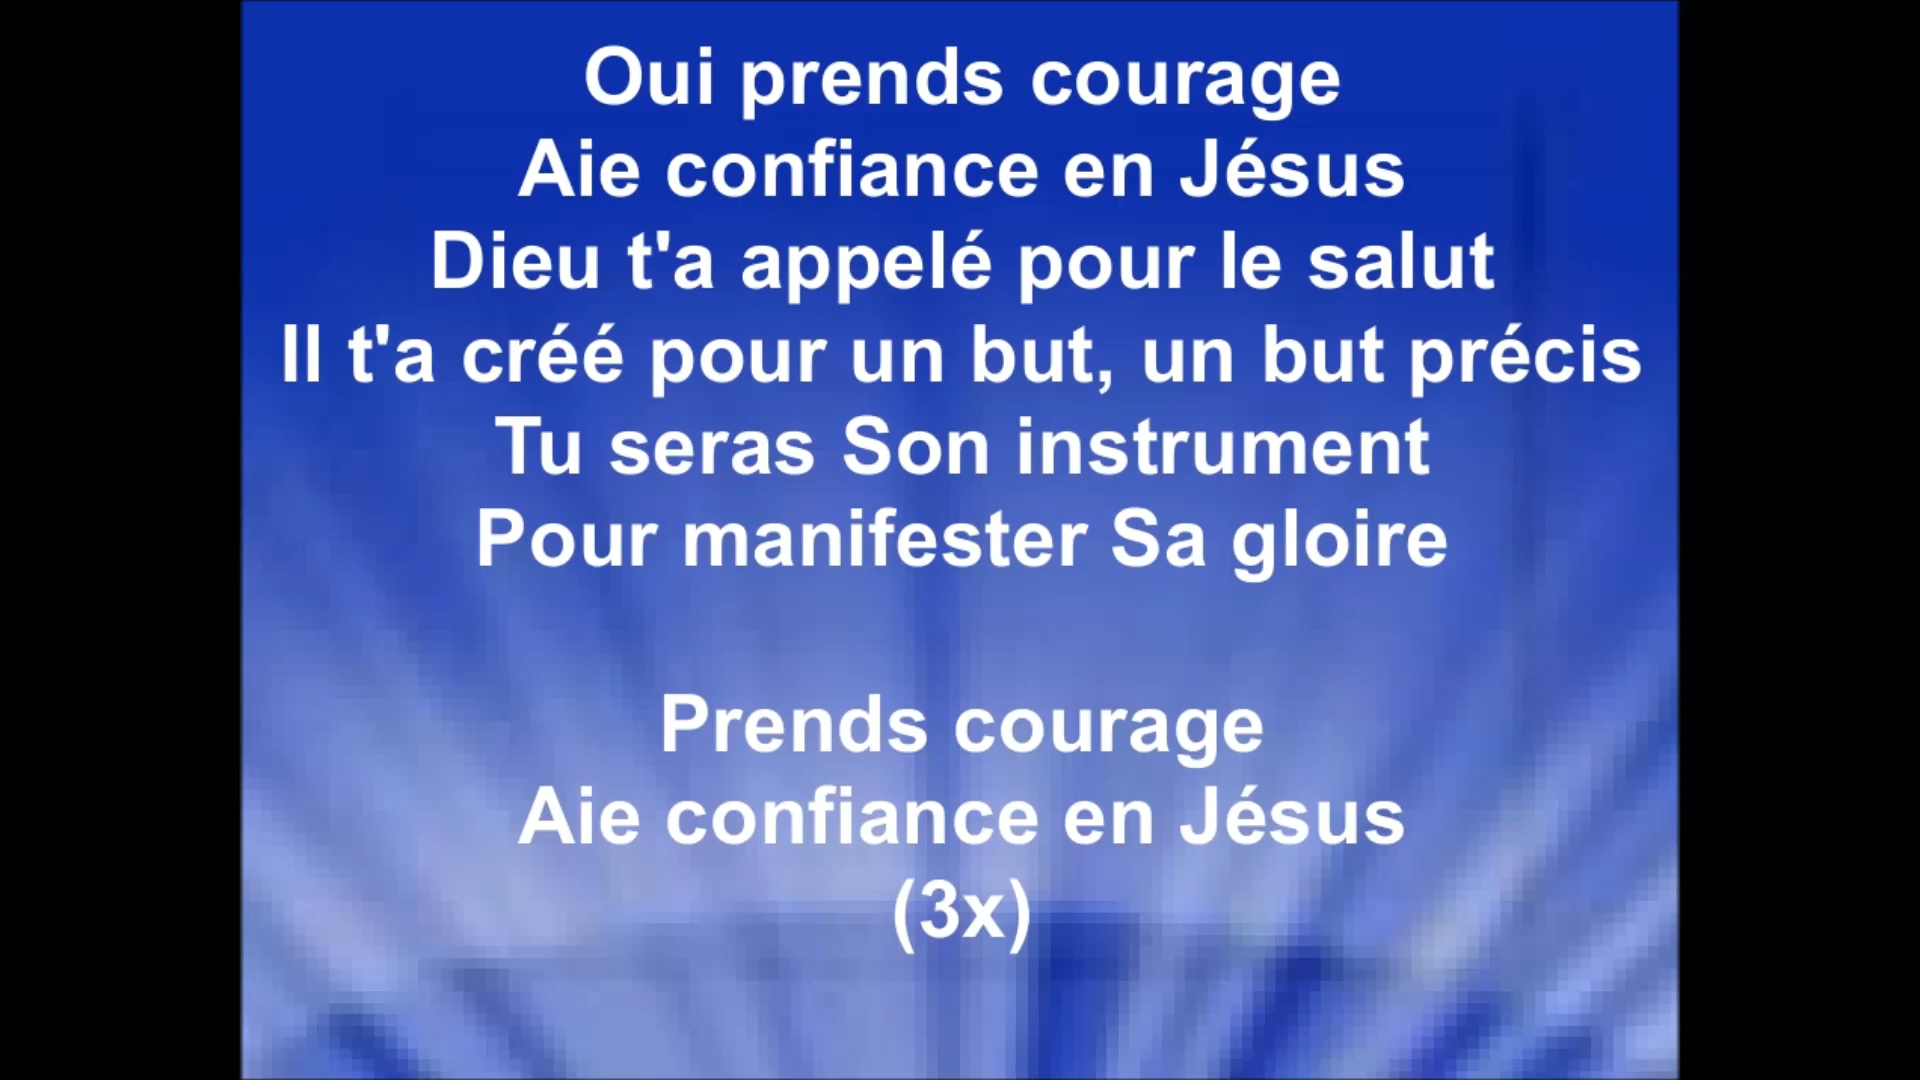 Oui prends courage
Aie confiance en Jésus
Dieu t'a appelé pour le salut
Il t'a créé pour un but, un but précis
Tu seras Son instrument
Pour manifester Sa gloire
Prends courage
Aie confiance en Jésus
(3x)